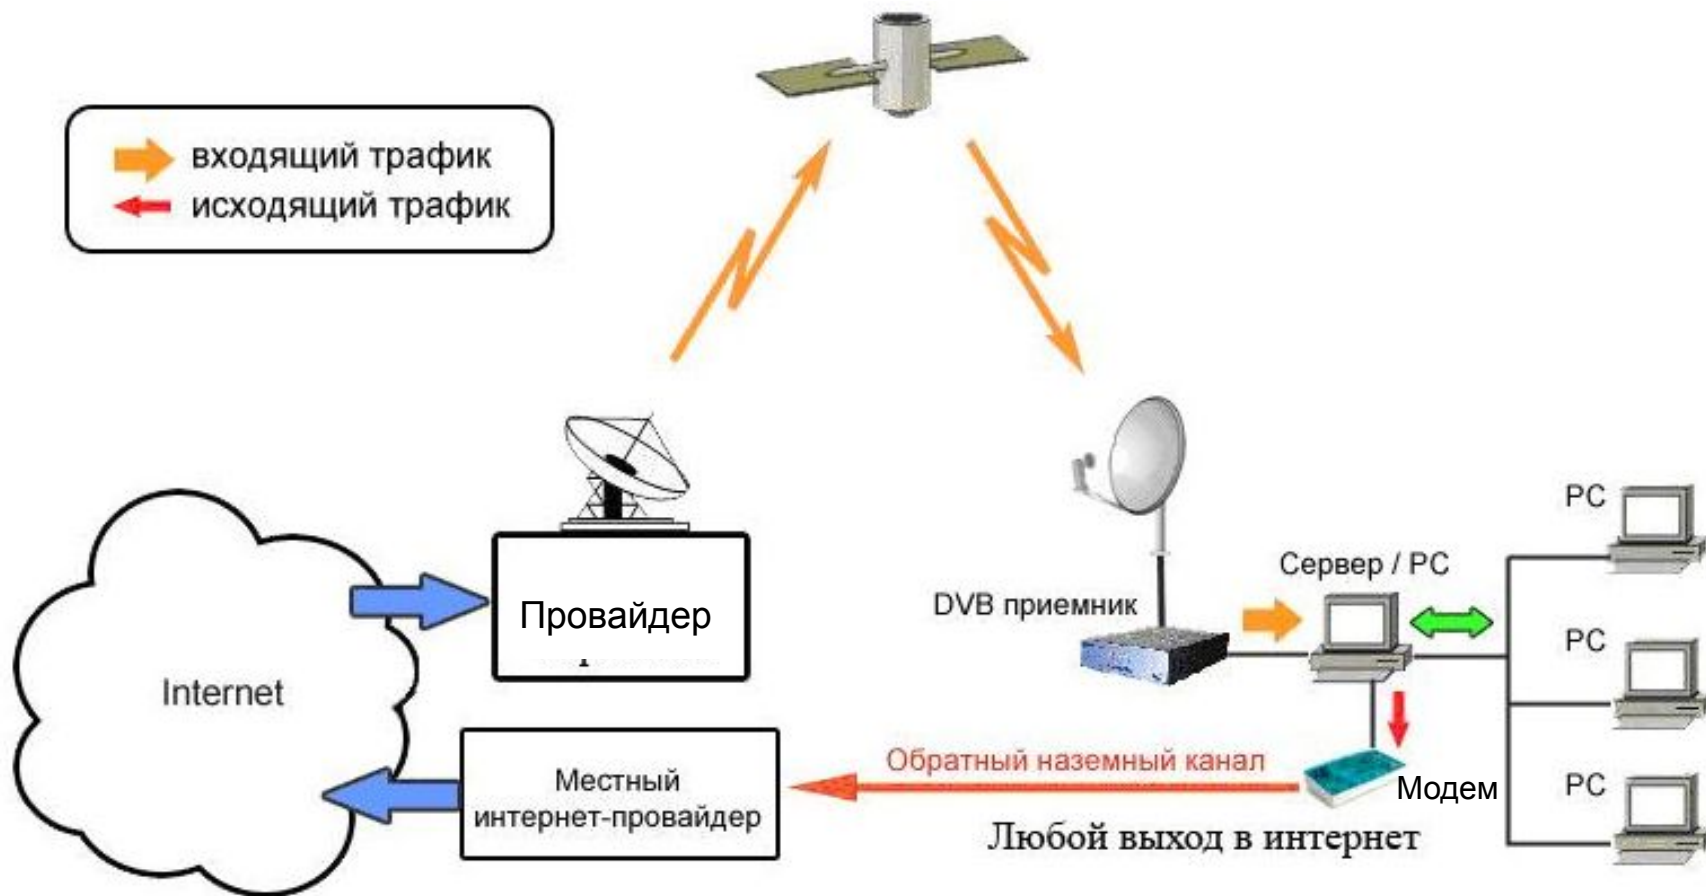 входящий трафик
исходящий трафик
Провайдер
Internet
Местный
интернет-провайдер
DVB приемник
Сервер / PC
PC
PC
PC
Обратный наземный канал
Модем
Любой выход в интернет